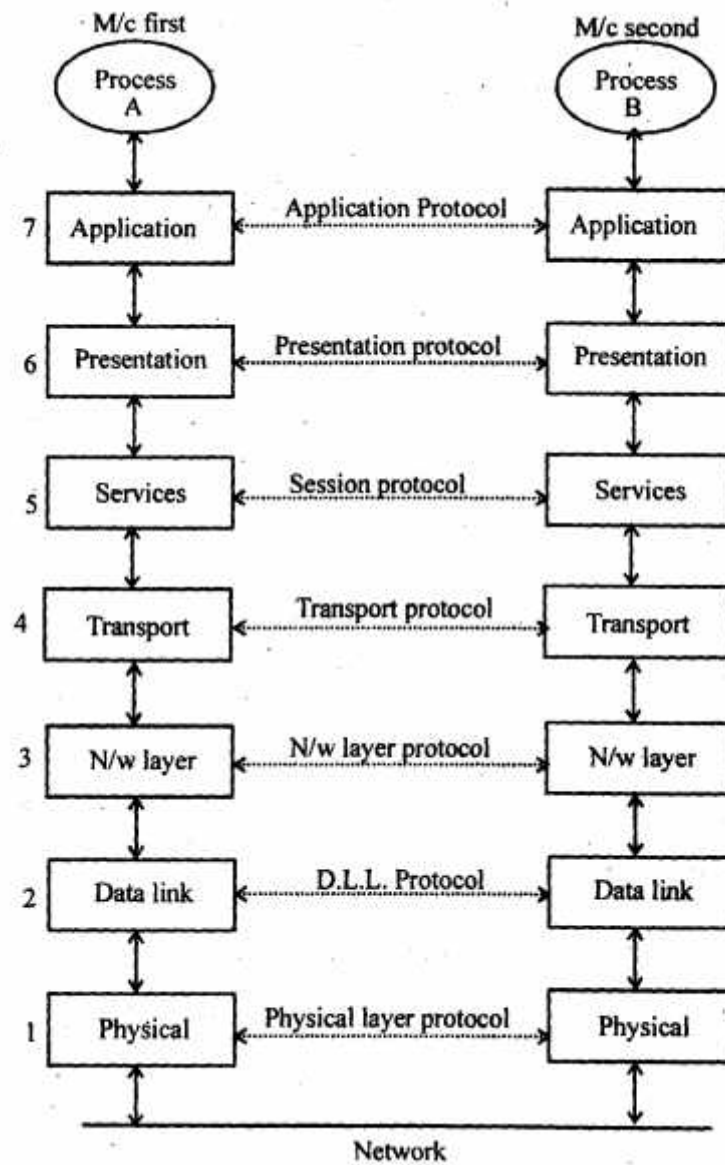 M/c first
M/c second
Process
A
Process
B
7
Application
Application Protocol
Application
6
Presentation
Presentation protocol
Presentation
5
Services
Session protocol
Services
4
Transport
Transport protocol
Transport
3
N/w layer
N/w layer protocol
N/w layer
2
Data link
D.L.L. Protocol
Data link
1
Physical
Physical layer protocol
Physical
Network